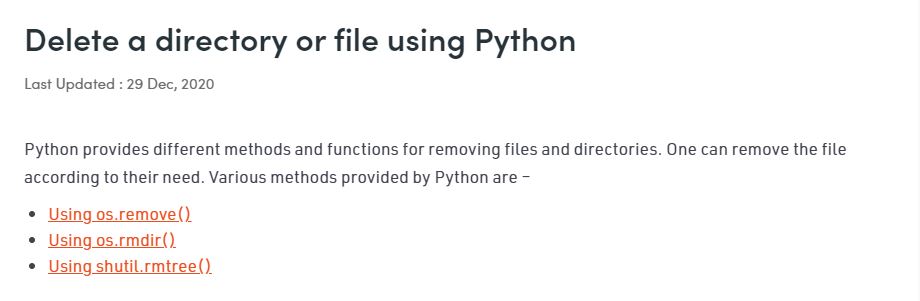 Delete a directory or file using Python
Last Updated : 29 Dec, 2020
Python provides different methods and functions for removing files and directories. One can remove the file
according to their need. Various methods provided by Python are –
• Using os.remove()
• Using os.rmdir()
• Using shutil.rmtree()